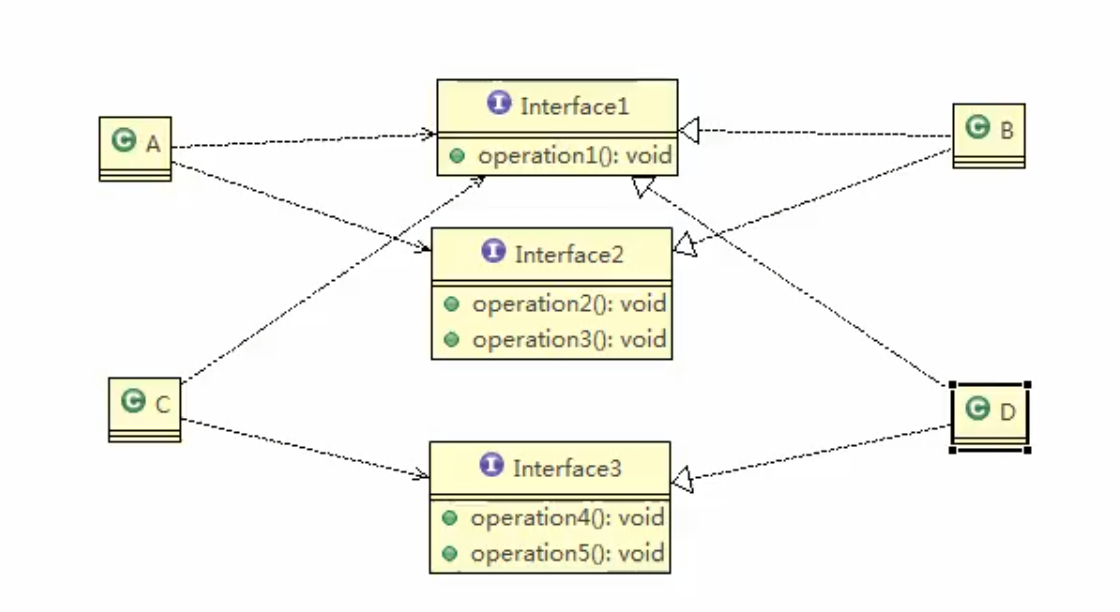 I Interface1
operation1(): void
C A
C B
I Interface2
operation2(): void
operation3(): void
C C
C D
I Interface3
operation4(): void
operation5(): void